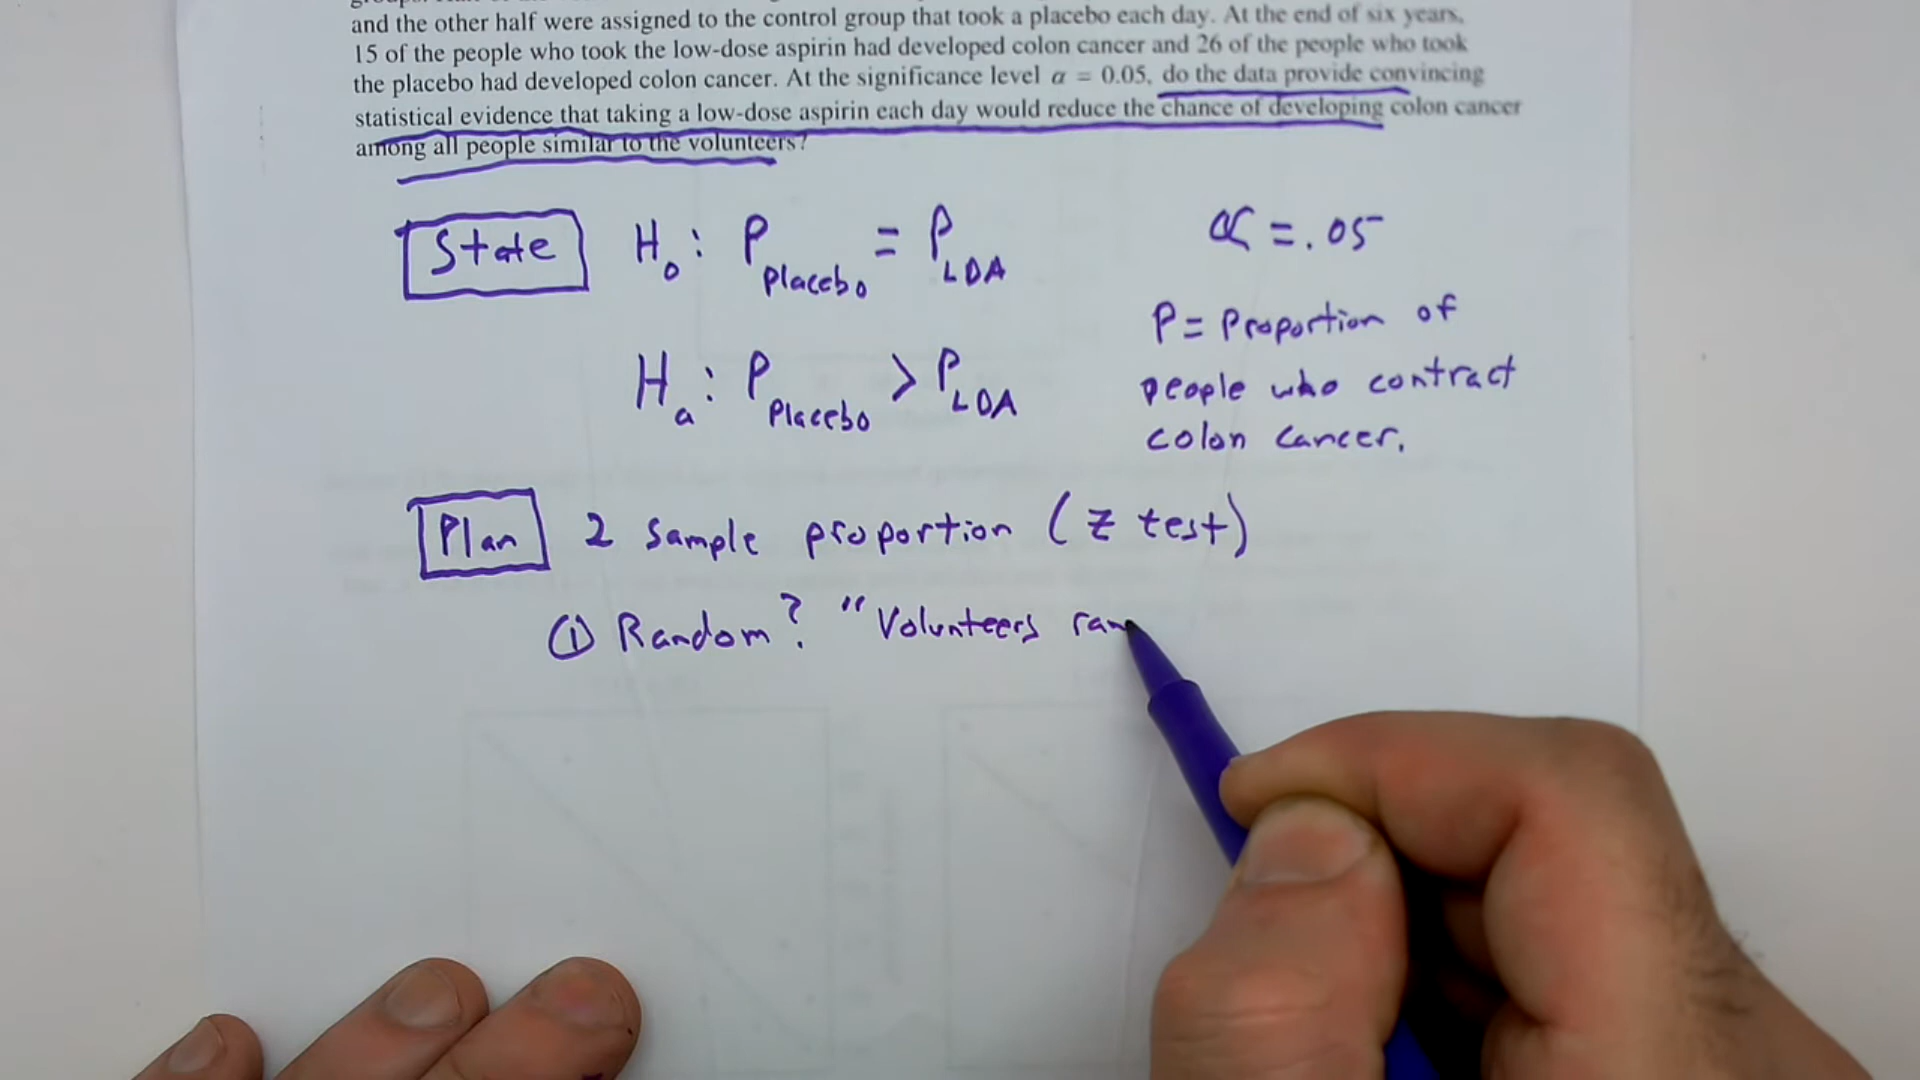 and the other half were assigned to the control group that took a placebo each day. At the end of six years,
15 of the people who took the low-dose aspirin had developed colon cancer and 26 of the people who took
the placebo had developed colon cancer. At the significance level α = 0.05, do the data provide convincing
statistical evidence that taking a low-dose aspirin each day would reduce the chance of developing colon cancer
among all people similar to the volunteers?
State H₀: P Placebo = P LDA
α = .05
Hₐ: P Placebo > P LDA
P = Proportion of
people who contract
colon cancer.
Plan 2 Sample proportion (z test)
① Random? "Volunteers ran